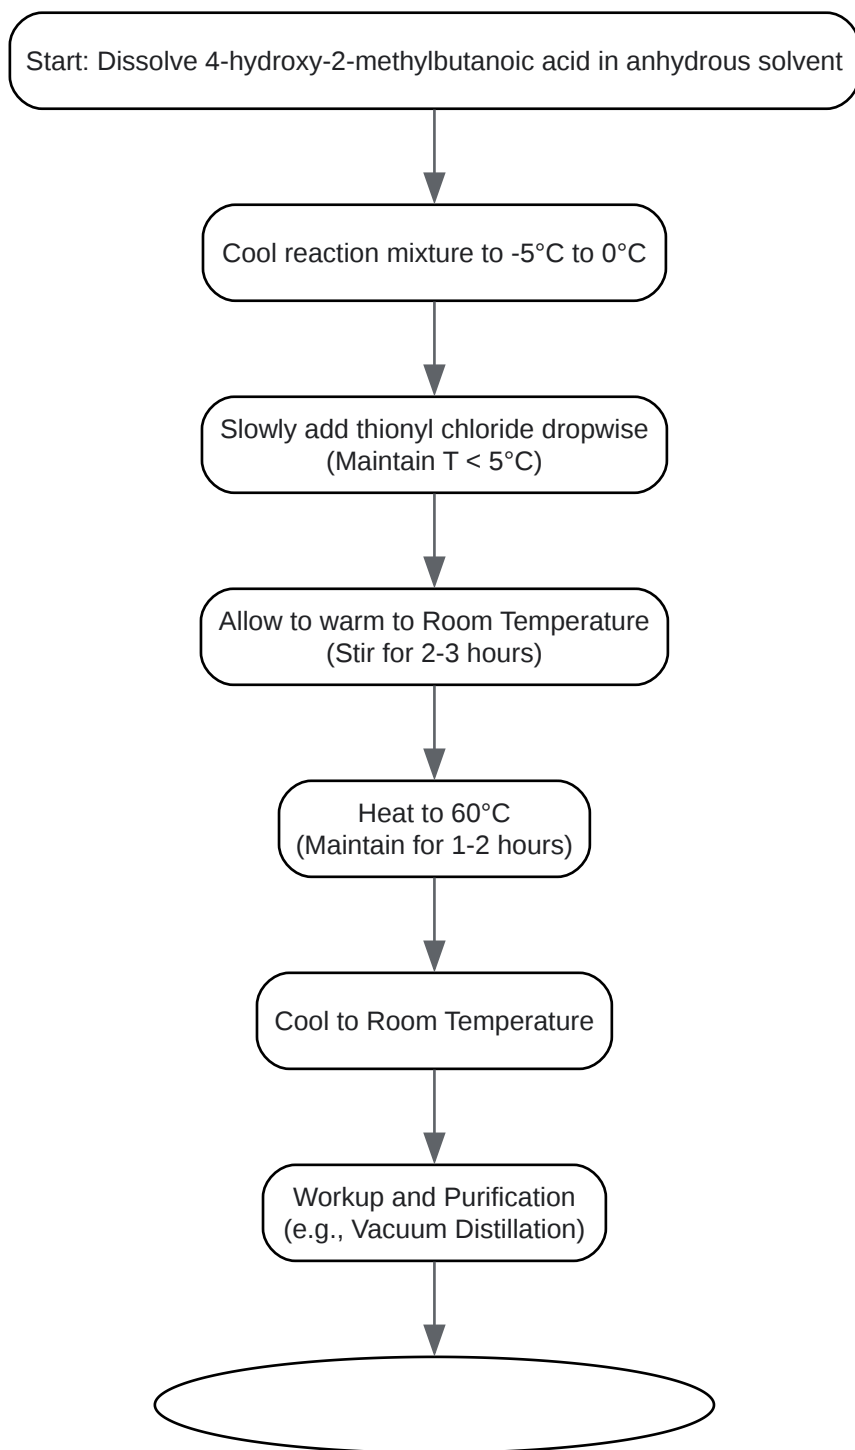 Start: Dissolve 4-hydroxy-2-methylbutanoic acid in anhydrous solvent
Cool reaction mixture to -5°C to 0°C
Slowly add thionyl chloride dropwise
(Maintain T < 5°C)
Allow to warm to Room Temperature
(Stir for 2-3 hours)
Heat to 60°C
(Maintain for 1-2 hours)
Cool to Room Temperature
Workup and Purification
(e.g., Vacuum Distillation)